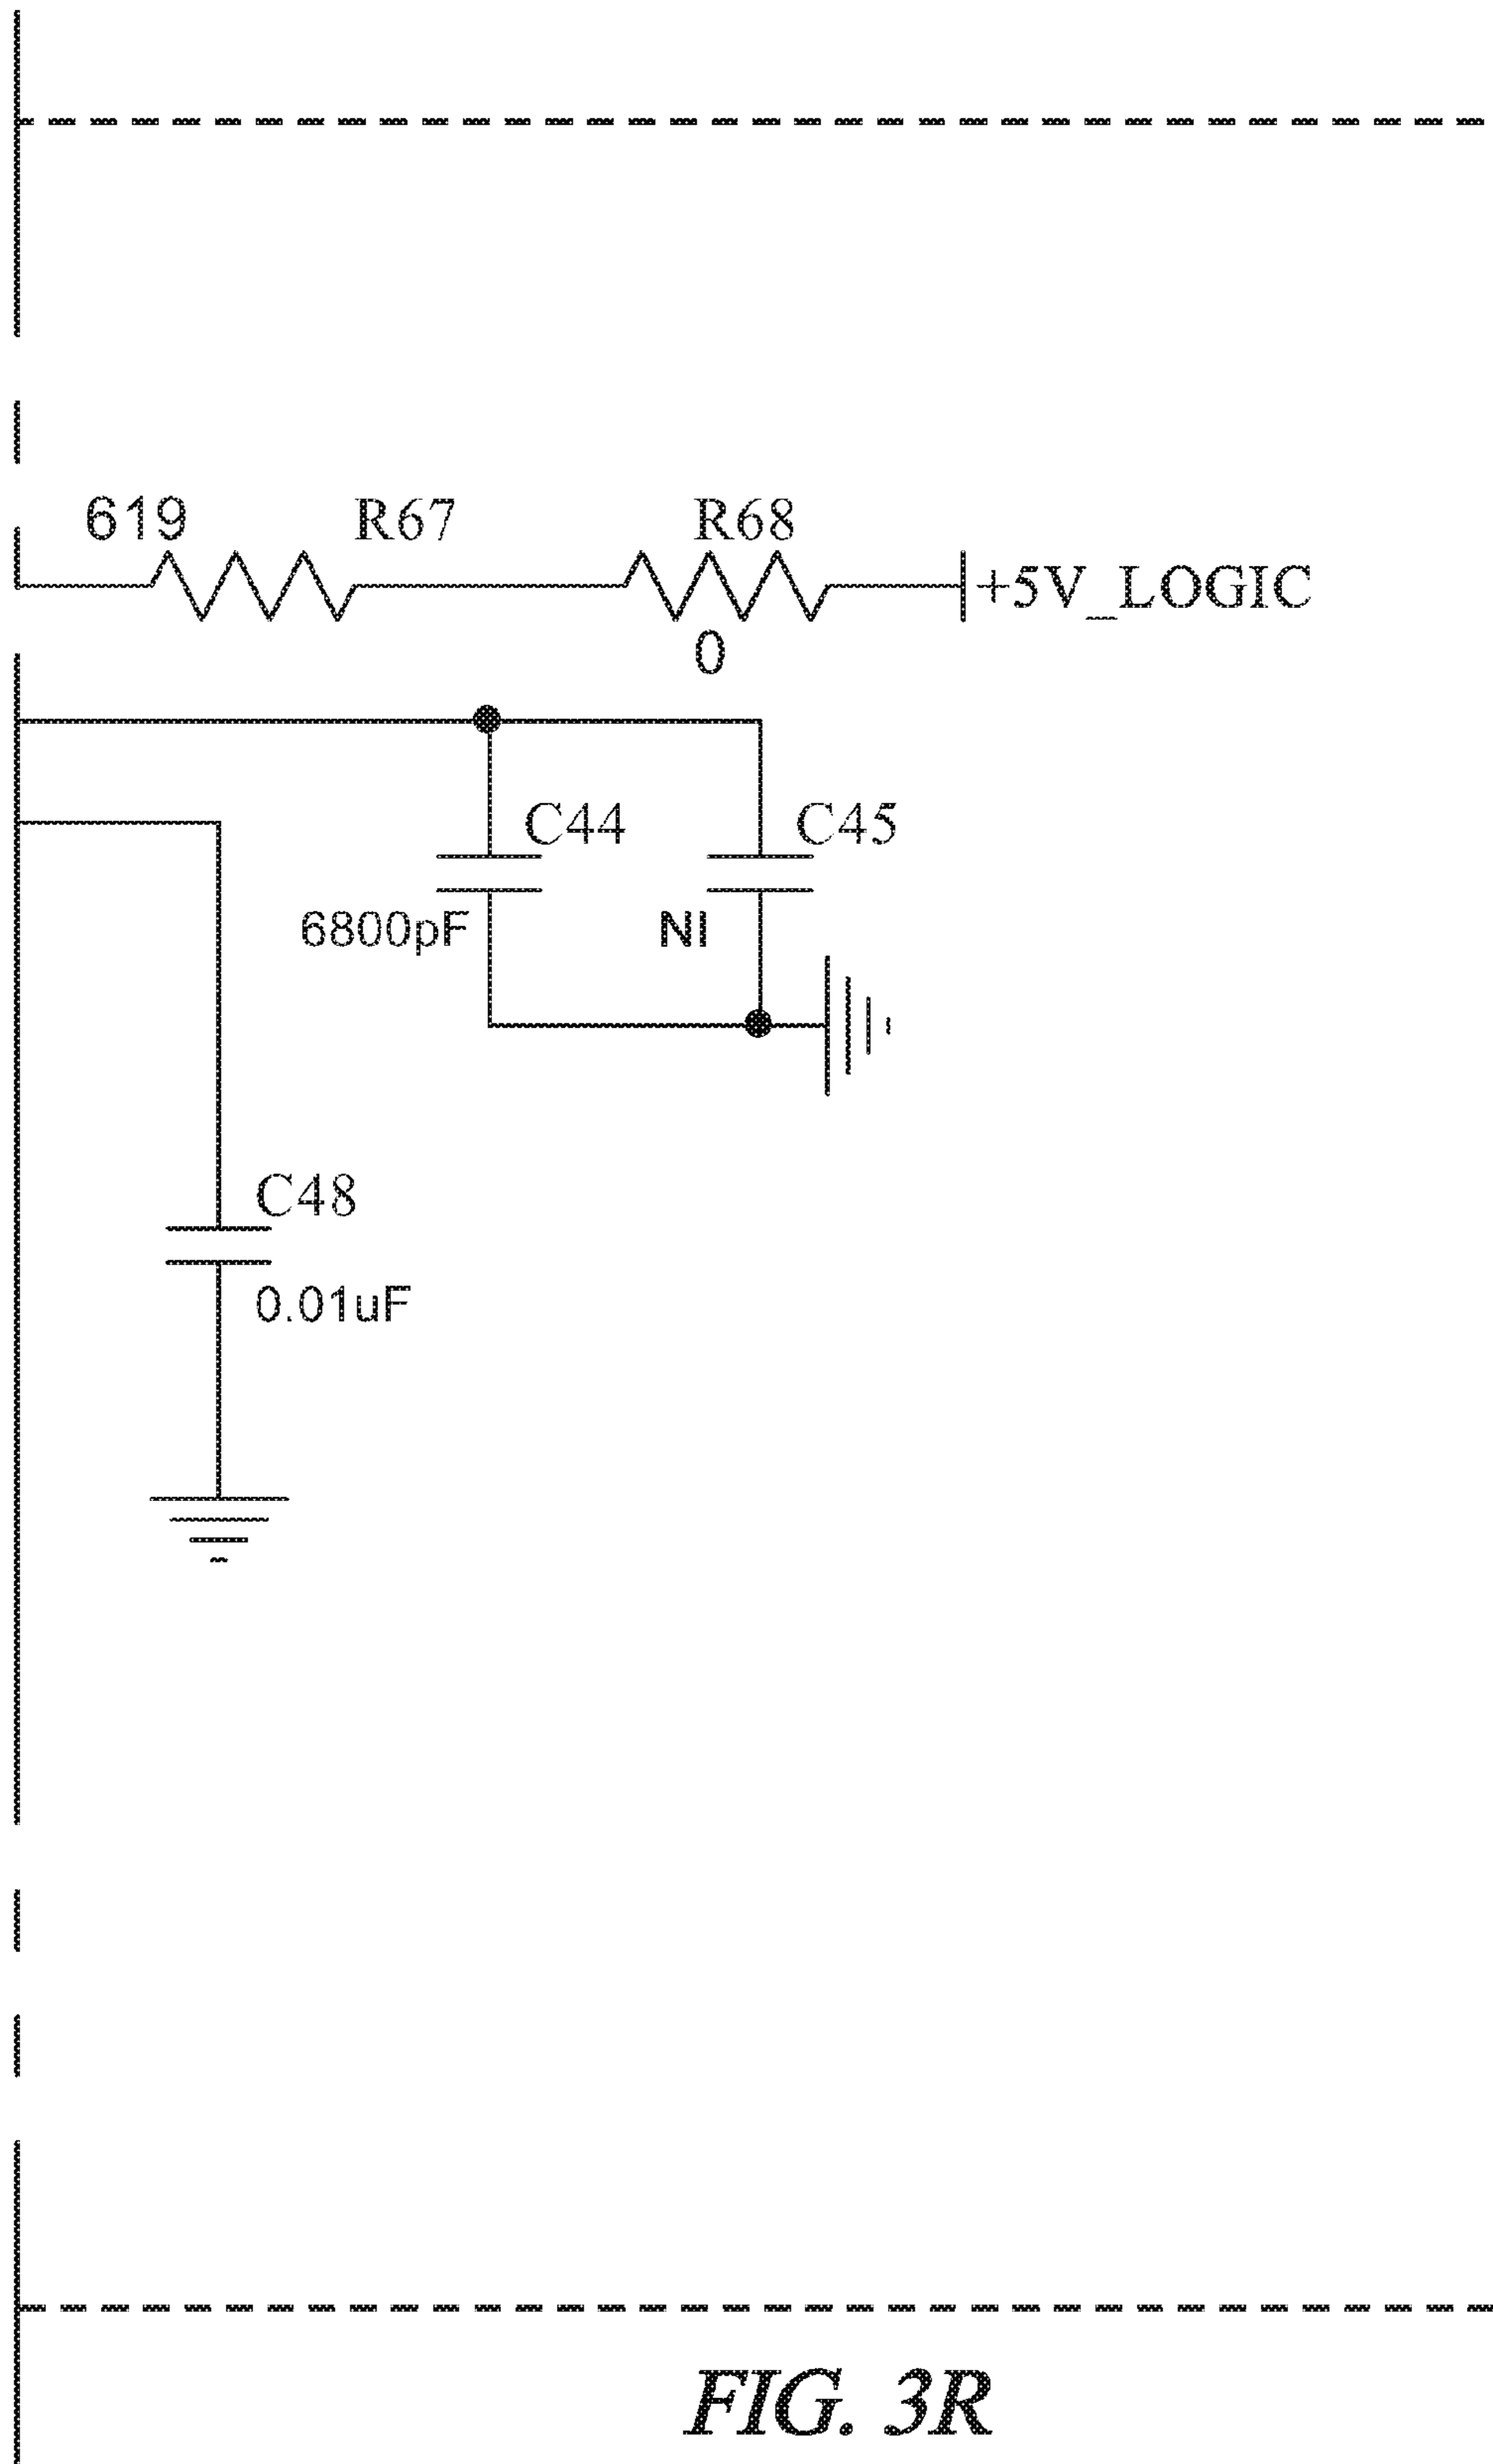 619 R67 R68
+5V_LOGIC
0
C44 C45
6800pF NI
C48
0.01uF
FIG. 3R